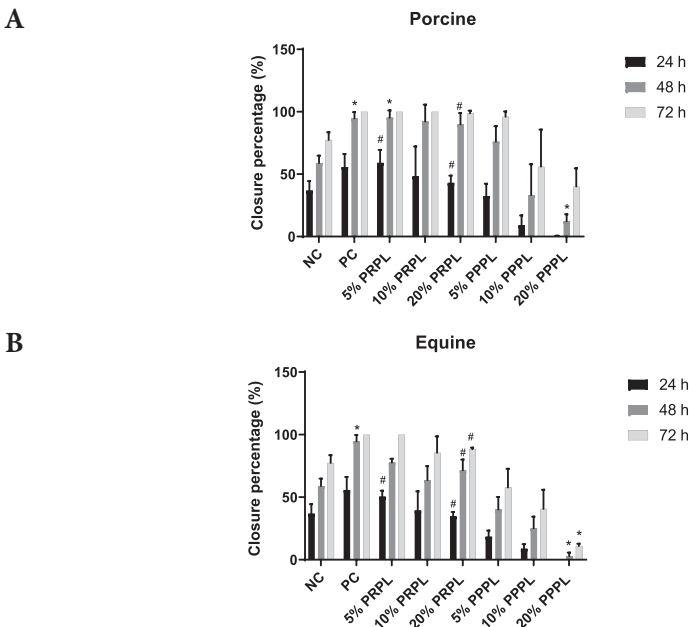 A
Porcine
Closure percentage (%)
150
100
50
0
* * # # # *
NC
PC
5% PRPL
10% PRPL
20% PRPL
5% PPPL
10% PPPL
20% PPPL
24 h
48 h
72 h
B
Equine
Closure percentage (%)
150
100
50
0
* # # # # * *
NC
PC
5% PRPL
10% PRPL
20% PRPL
5% PPPL
10% PPPL
20% PPPL
24 h
48 h
72 h